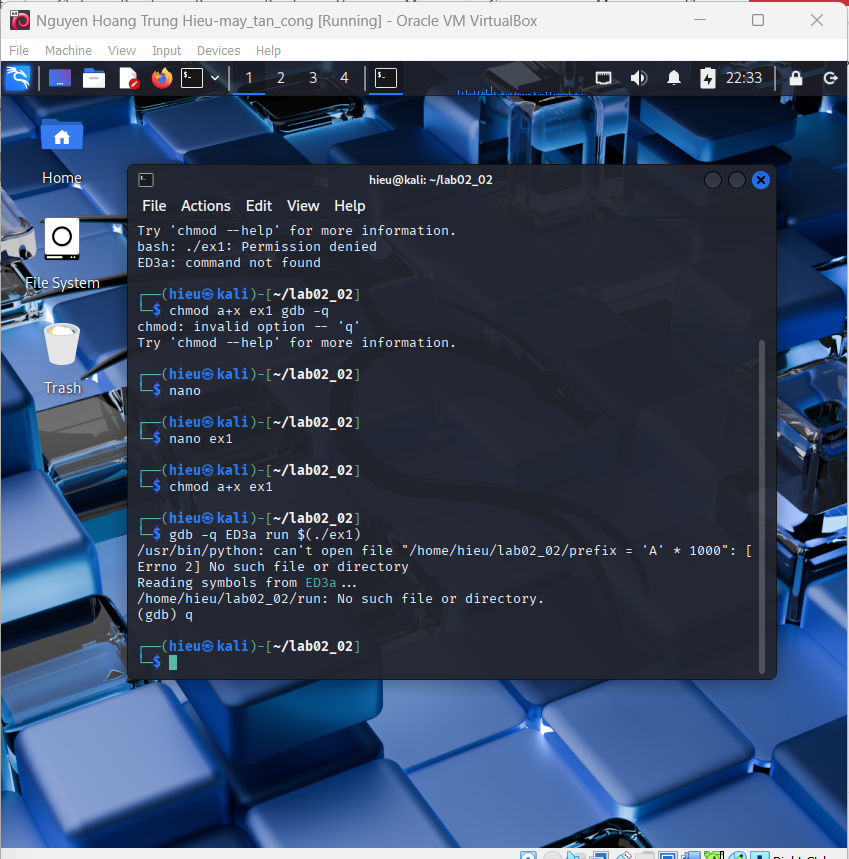 Nguyen Hoang Trung Hieu-may_tan_cong [Running] - Oracle VM VirtualBox
File Machine View Input Devices Help
1 2 3 4 22:33
Home
File System
Trash
hieu@kali: ~/lab02_02
File Actions Edit View Help
Try 'chmod --help' for more information.
bash: ./ex1: Permission denied
ED3a: command not found
┌──(hieu㉿kali)-[~/lab02_02]
└─$ chmod a+x ex1 gdb -q
chmod: invalid option -- 'q'
Try 'chmod --help' for more information.
┌──(hieu㉿kali)-[~/lab02_02]
└─$ nano
┌──(hieu㉿kali)-[~/lab02_02]
└─$ nano ex1
┌──(hieu㉿kali)-[~/lab02_02]
└─$ chmod a+x ex1
┌──(hieu㉿kali)-[~/lab02_02]
└─$ gdb -q ED3a run $(./ex1)
/usr/bin/python: can't open file "/home/hieu/lab02_02/prefix = 'A' * 1000": [
Errno 2] No such file or directory
Reading symbols from ED3a...
/home/hieu/lab02_02/run: No such file or directory.
(gdb) q
┌──(hieu㉿kali)-[~/lab02_02]
└─$